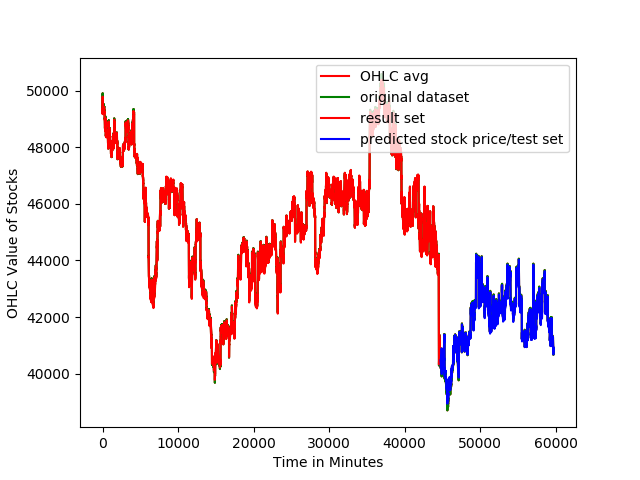 OHLC avg
original dataset
result set
predicted stock price/test set
OHLC Value of Stocks
50000
48000
46000
44000
42000
40000
0 10000 20000 30000 40000 50000 60000
Time in Minutes